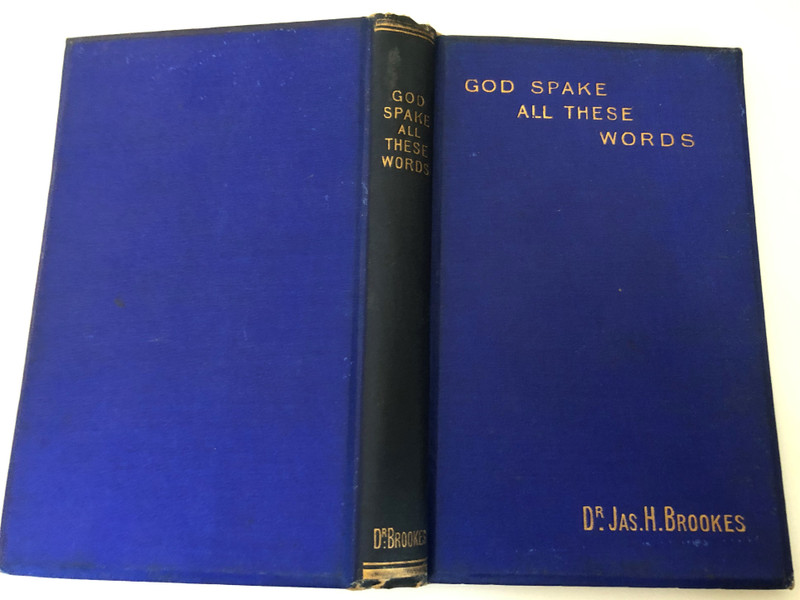 GOD
SPAKE
ALL
THESE
WORDS
DR. BROOKES
GOD SPAKE
ALL THESE
WORDS
DR. JAS. H. BROOKES